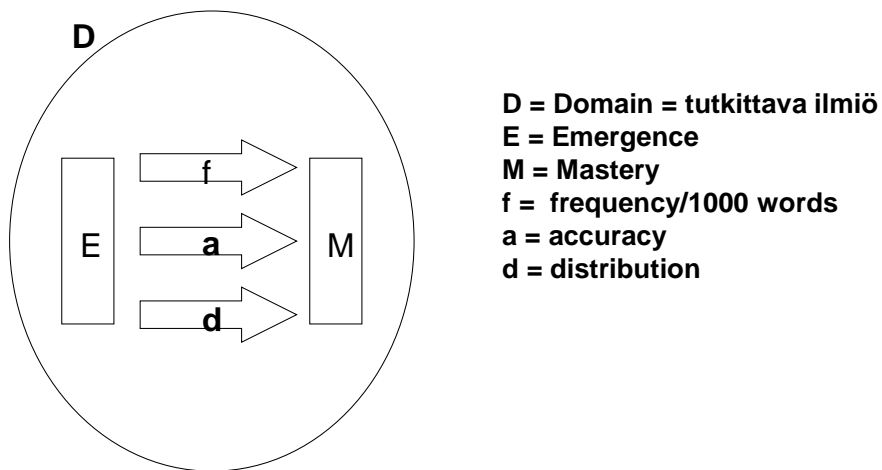 D
E
f
a
d
M
D = Domain = tutkittava ilmiö
E = Emergence
M = Mastery
f = frequency/1000 words
a = accuracy
d = distribution